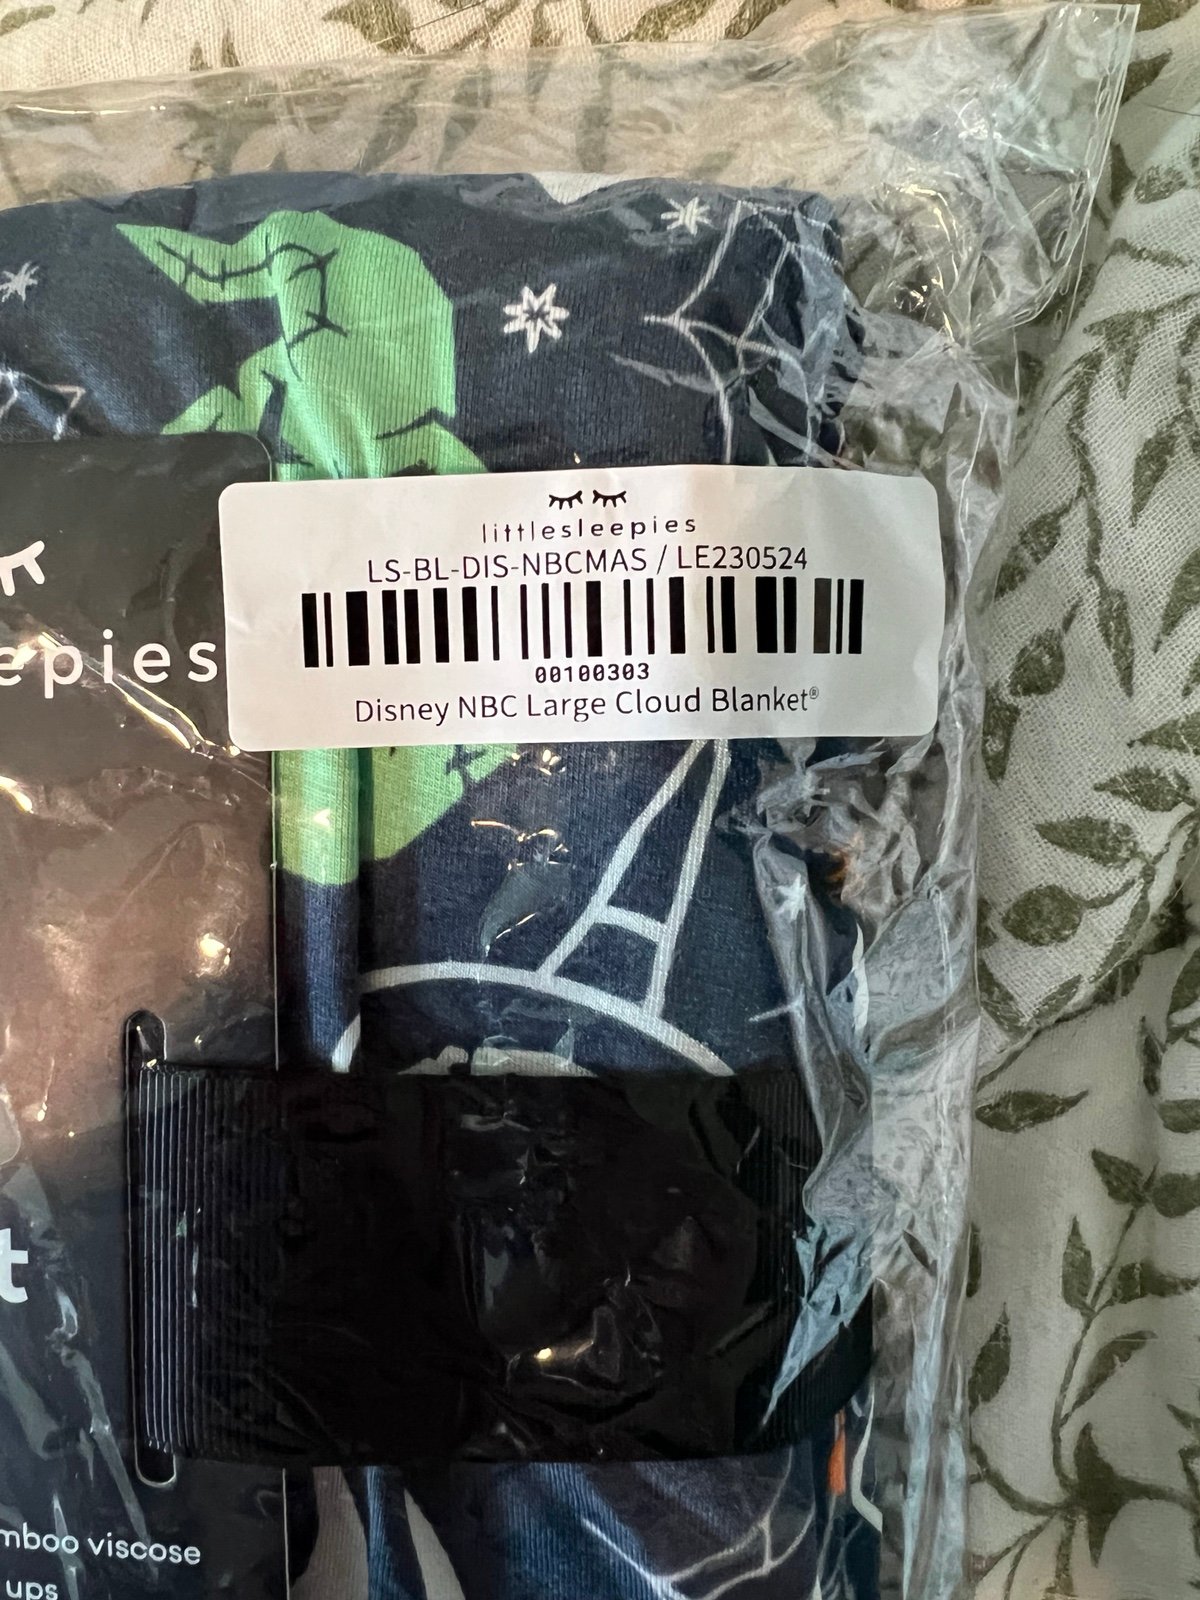 littlesleepies
LS-BL-DIS-NBCMAS / LE230524
00100303
Disney NBC Large Cloud Blanket®
epies
t
mboo viscose
ups